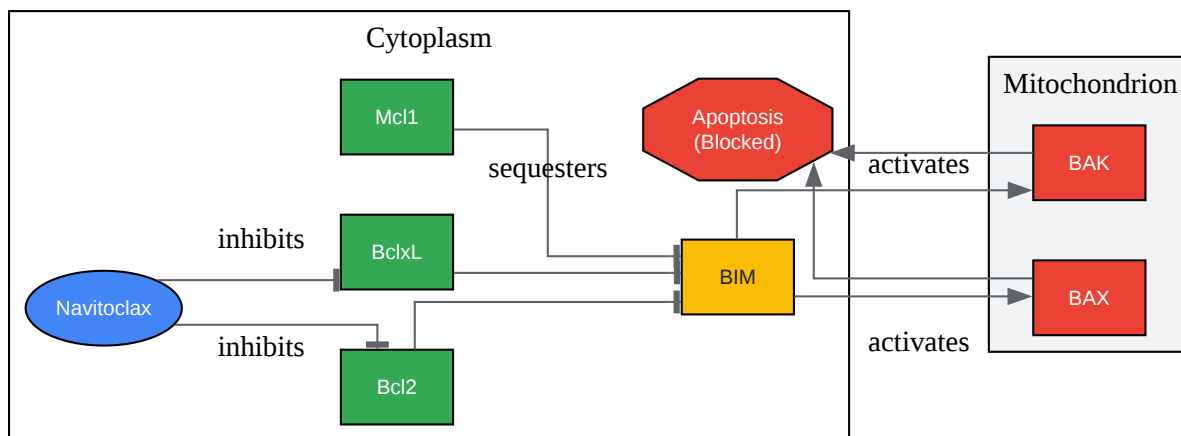 Cytoplasm
Mitochondrion
Mcl1
Apoptosis
(Blocked)
BAK
sequesters
activates
inhibits
BclxL
BIM
BAX
Navitoclax
inhibits
activates
Bcl2